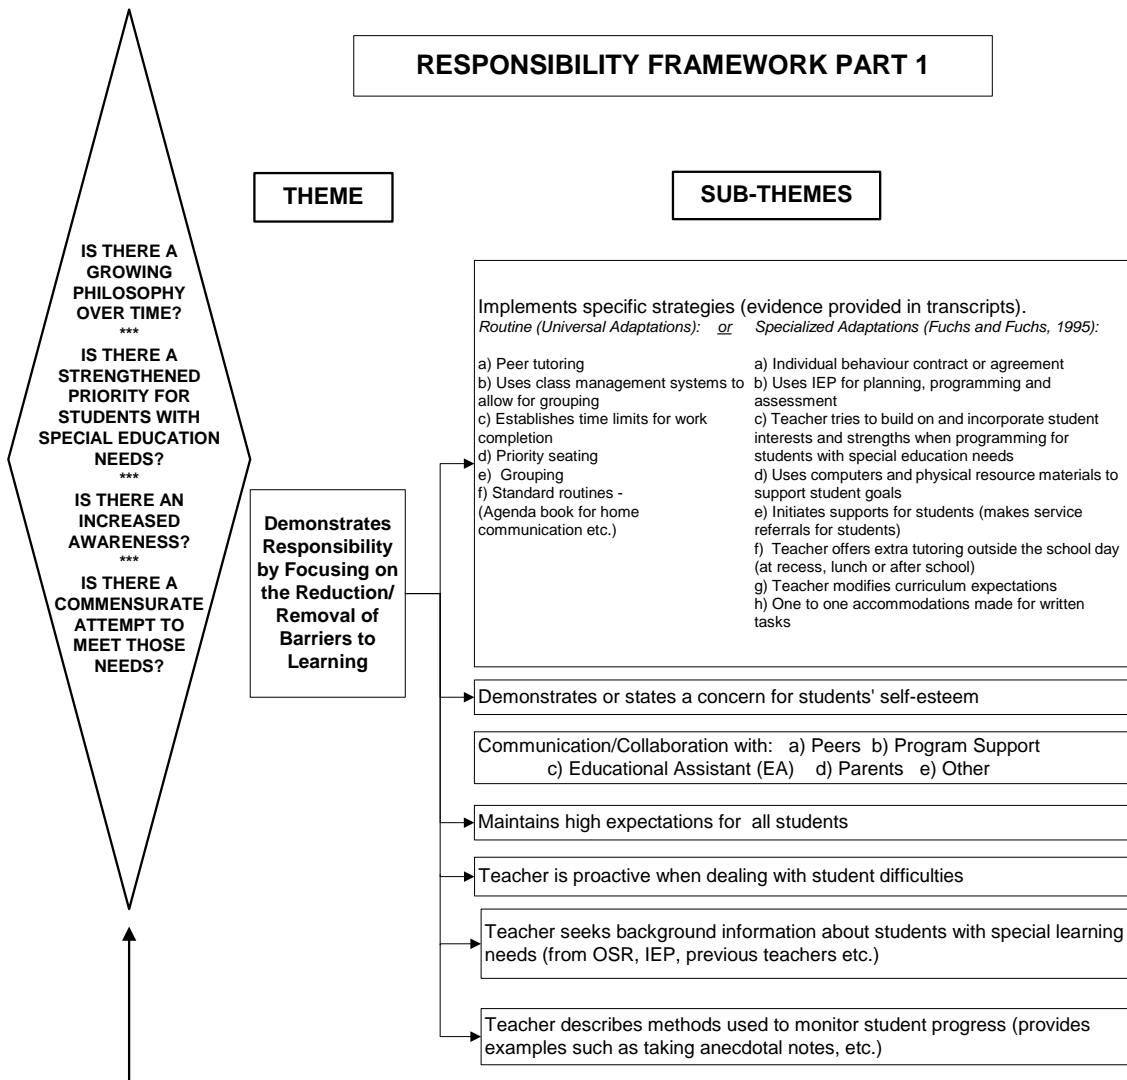 RESPONSIBILITY FRAMEWORK PART 1
THEME
SUB-THEMES
IS THERE A
GROWING
PHILOSOPHY
OVER TIME?
***
IS THERE A
STRENGTHENED
PRIORITY FOR
STUDENTS WITH
SPECIAL EDUCATION
NEEDS?
***
IS THERE AN
INCREASED
AWARENESS?
***
IS THERE A
COMMENSURATE
ATTEMPT TO
MEET THOSE
NEEDS?
Demonstrates
Responsibility
by Focusing on
the Reduction/
Removal of
Barriers to
Learning
Implements specific strategies (evidence provided in transcripts).
Routine (Universal Adaptations): or Specialized Adaptations (Fuchs and Fuchs, 1995):
a) Peer tutoring
b) Uses class management systems to
allow for grouping
c) Establishes time limits for work
completion
d) Priority seating
e) Grouping
f) Standard routines -
(Agenda book for home
communication etc.)
a) Individual behaviour contract or agreement
b) Uses IEP for planning, programming and
assessment
c) Teacher tries to build on and incorporate student
interests and strengths when programming for
students with special education needs
d) Uses computers and physical resource materials to
support student goals
e) Initiates supports for students (makes service
referrals for students)
f) Teacher offers extra tutoring outside the school day
(at recess, lunch or after school)
g) Teacher modifies curriculum expectations
h) One to one accommodations made for written
tasks
Demonstrates or states a concern for students' self-esteem
Communication/Collaboration with: a) Peers b) Program Support
c) Educational Assistant (EA) d) Parents e) Other
Maintains high expectations for all students
Teacher is proactive when dealing with student difficulties
Teacher seeks background information about students with special learning
needs (from OSR, IEP, previous teachers etc.)
Teacher describes methods used to monitor student progress (provides
examples such as taking anecdotal notes, etc.)